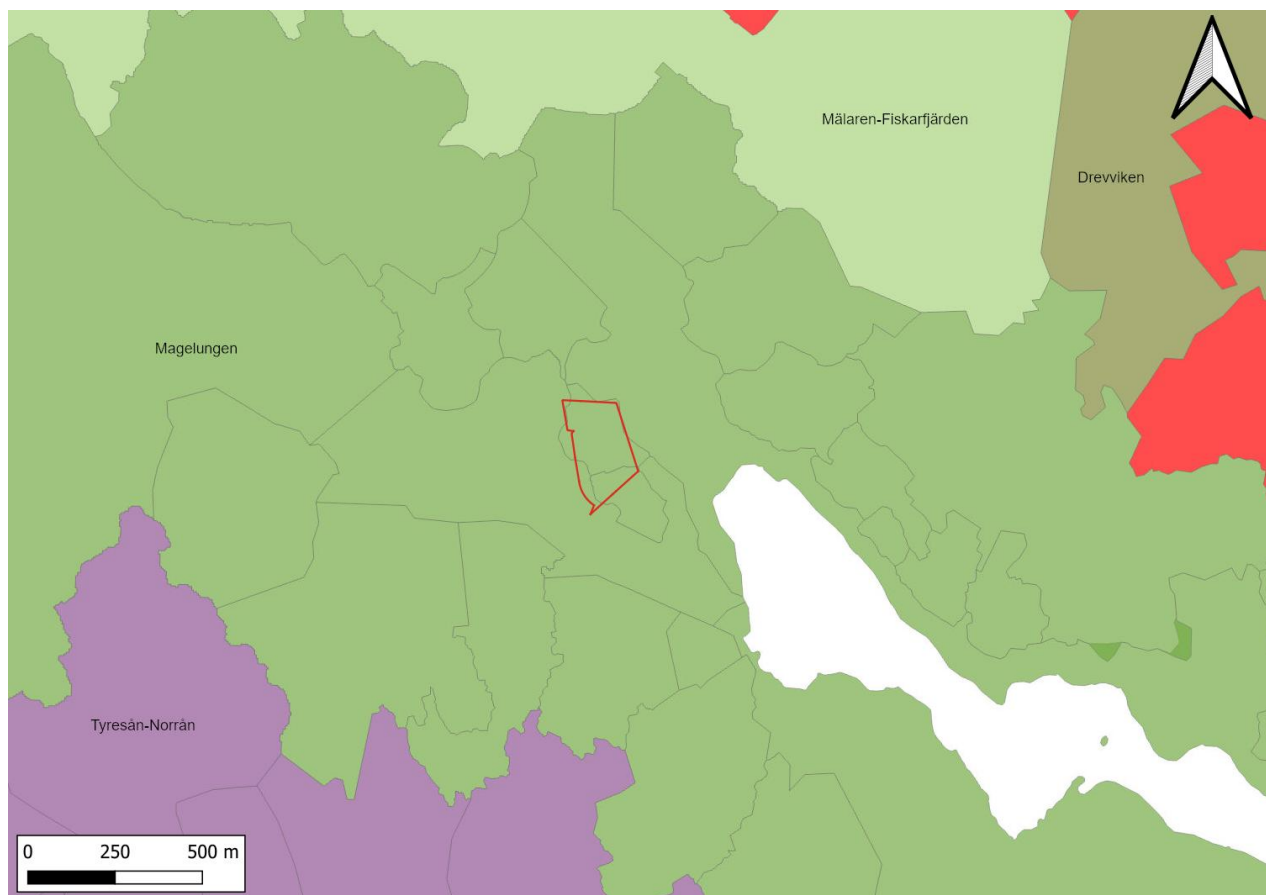 Mälaren-Fiskarfjärden
Drevviken
Magelungen
Tyresån-Norrån
0 250 500 m